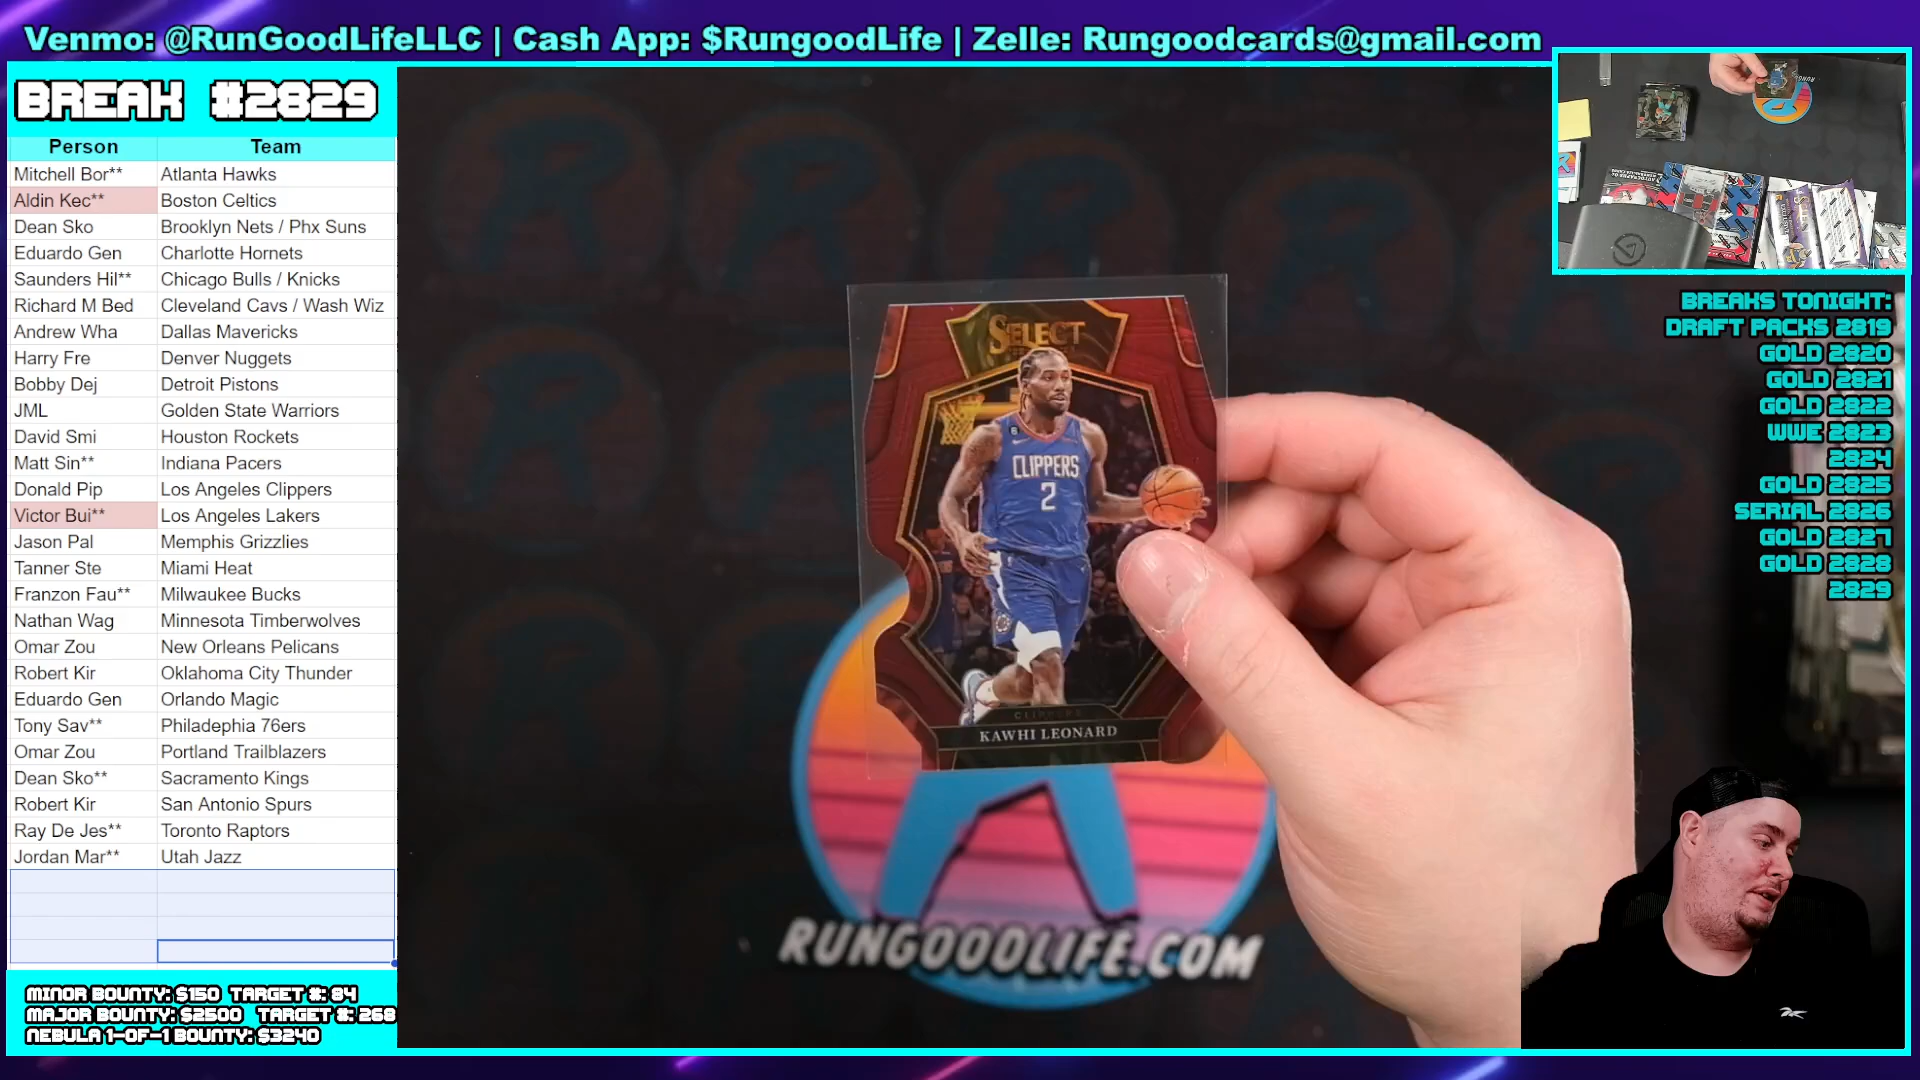 Venmo: @RunGoodLifeLLC | Cash App: $RungoodLife | Zelle: Rungoodcards@gmail.com
BREAK #2829
Person Team
Mitchell Bor** Atlanta Hawks
Aldin Kec** Boston Celtics
Dean Sko Brooklyn Nets / Phx Suns
Eduardo Gen Charlotte Hornets
Saunders Hil** Chicago Bulls / Knicks
Richard M Bed Cleveland Cavs / Wash Wiz
Andrew Wha Dallas Mavericks
Harry Fre Denver Nuggets
Bobby Dej Detroit Pistons
JML Golden State Warriors
David Smi Houston Rockets
Matt Sin** Indiana Pacers
Donald Pip Los Angeles Clippers
Victor Bui** Los Angeles Lakers
Jason Pal Memphis Grizzlies
Tanner Ste Miami Heat
Franzon Fau** Milwaukee Bucks
Nathan Wag Minnesota Timberwolves
Omar Zou New Orleans Pelicans
Robert Kir Oklahoma City Thunder
Eduardo Gen Orlando Magic
Tony Sav** Philadephia 76ers
Omar Zou Portland Trailblazers
Dean Sko** Sacramento Kings
Robert Kir San Antonio Spurs
Ray De Jes** Toronto Raptors
Jordan Mar** Utah Jazz
MINOR BOUNTY: $150 TARGET #: 84
MAJOR BOUNTY: $2500 TARGET #: 268
NEBULA 1-OF-1 BOUNTY: $3240
SELECT
CLIPPERS
2
CLIPPERS
KAWHI LEONARD
RUNGOODLIFE.COM
BREAKS TONIGHT:
DRAFT PACKS 2819
GOLD 2820
GOLD 2821
GOLD 2822
WWE 2823
2824
GOLD 2825
SERIAL 2826
GOLD 2827
GOLD 2828
2829